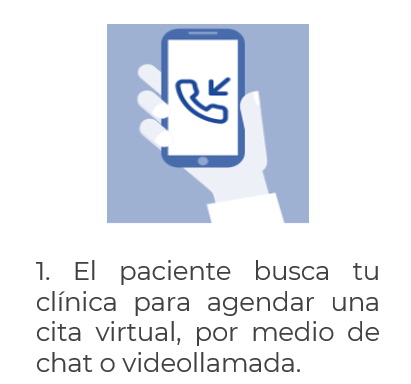 1. El paciente busca tu
clínica para agendar una
cita virtual, por medio de
chat o videollamada.